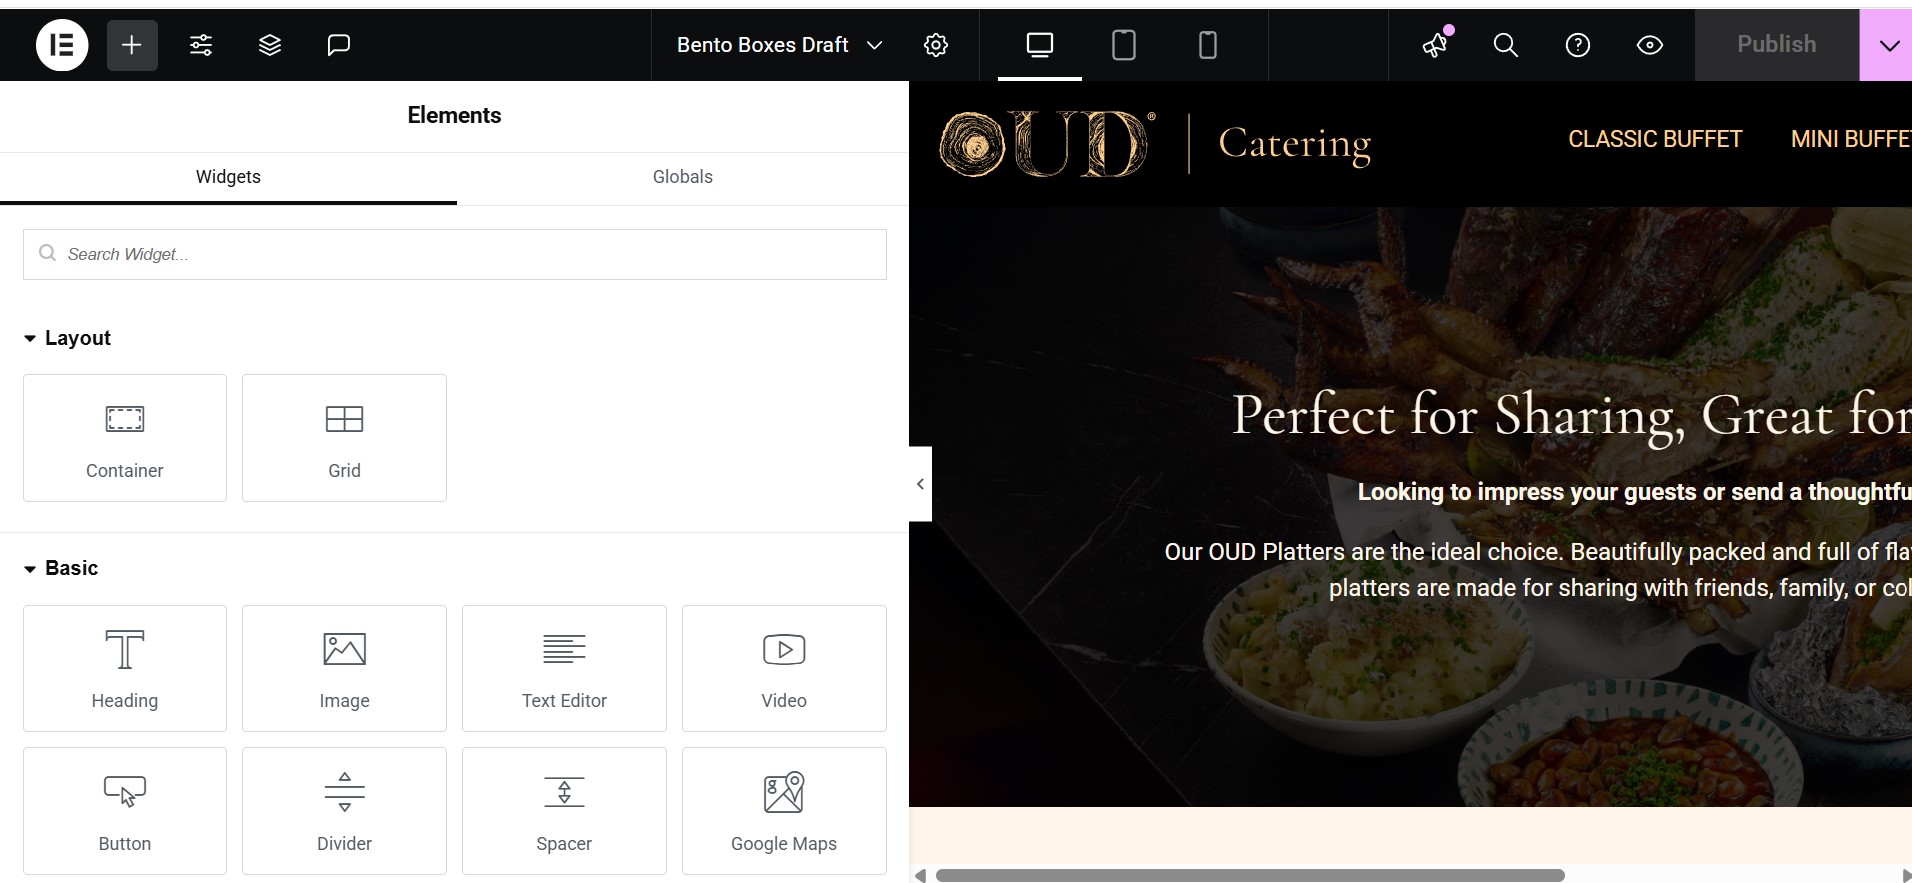 Bento Boxes Draft
Publish
Elements
Widgets
Globals
Search Widget...
Layout
Container
Grid
Basic
Heading
Image
Text Editor
Video
Button
Divider
Spacer
Google Maps
OUD® | Catering
CLASSIC BUFFET
MINI BUFFE
Perfect for Sharing, Great for
Looking to impress your guests or send a thoughtfu
Our OUD Platters are the ideal choice. Beautifully packed and full of fla
platters are made for sharing with friends, family, or col